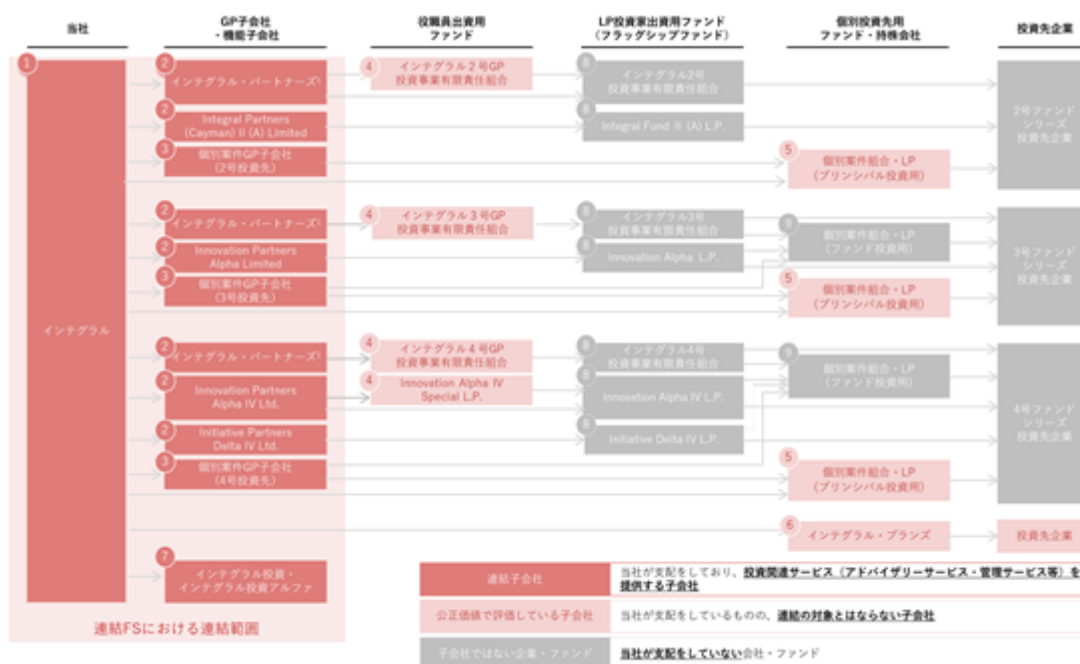 当社
GP子会社
・機能子会社
役職員出資用
ファンド
LP投資家出資用ファンド
(フラッグシップファンド)
個別投資先用
ファンド・持株会社
投資先企業
1
インテグラル
2
インテグラル・パートナーズ¹
4
インテグラル2号GP
投資事業有限責任組合
8
インテグラル2号
投資事業有限責任組合
2号ファンド
シリーズ
投資先企業
2
Integral Partners
(Cayman) II (A) Limited
8
Integral Fund II (A) L.P.
3
個別案件GP子会社
(2号投資先)
5
個別案件組合・LP
(プリンシパル投資用)
2
インテグラル・パートナーズ¹
4
インテグラル3号GP
投資事業有限責任組合
8
インテグラル3号
投資事業有限責任組合
9
個別案件組合・LP
(ファンド投資用)
3号ファンド
シリーズ
投資先企業
2
Innovation Partners
Alpha Limited
8
Innovation Alpha L.P.
3
個別案件GP子会社
(3号投資先)
5
個別案件組合・LP
(プリンシパル投資用)
2
インテグラル・パートナーズ¹
4
インテグラル4号GP
投資事業有限責任組合
8
インテグラル4号
投資事業有限責任組合
9
個別案件組合・LP
(ファンド投資用)
4号ファンド
シリーズ
投資先企業
2
Innovation Partners
Alpha IV Ltd.
4
Innovation Alpha IV
Special L.P.
8
Innovation Alpha IV L.P.
2
Initiative Partners
Delta IV Ltd.
8
Initiative Delta IV L.P.
3
個別案件GP子会社
(4号投資先)
5
個別案件組合・LP
(プリンシパル投資用)
6
インテグラル・ブランズ
投資先企業
7
インテグラル投資・
インテグラル投資アルファ
連結FSにおける連結範囲
連結子会社
当社が支配をしており、投資関連サービス(アドバイザリーサービス・管理サービス等)を
提供する子会社
公正価値で評価している子会社
当社が支配をしているものの、連結の対象とはならない子会社
子会社ではない企業・ファンド
当社が支配をしていない会社・ファンド